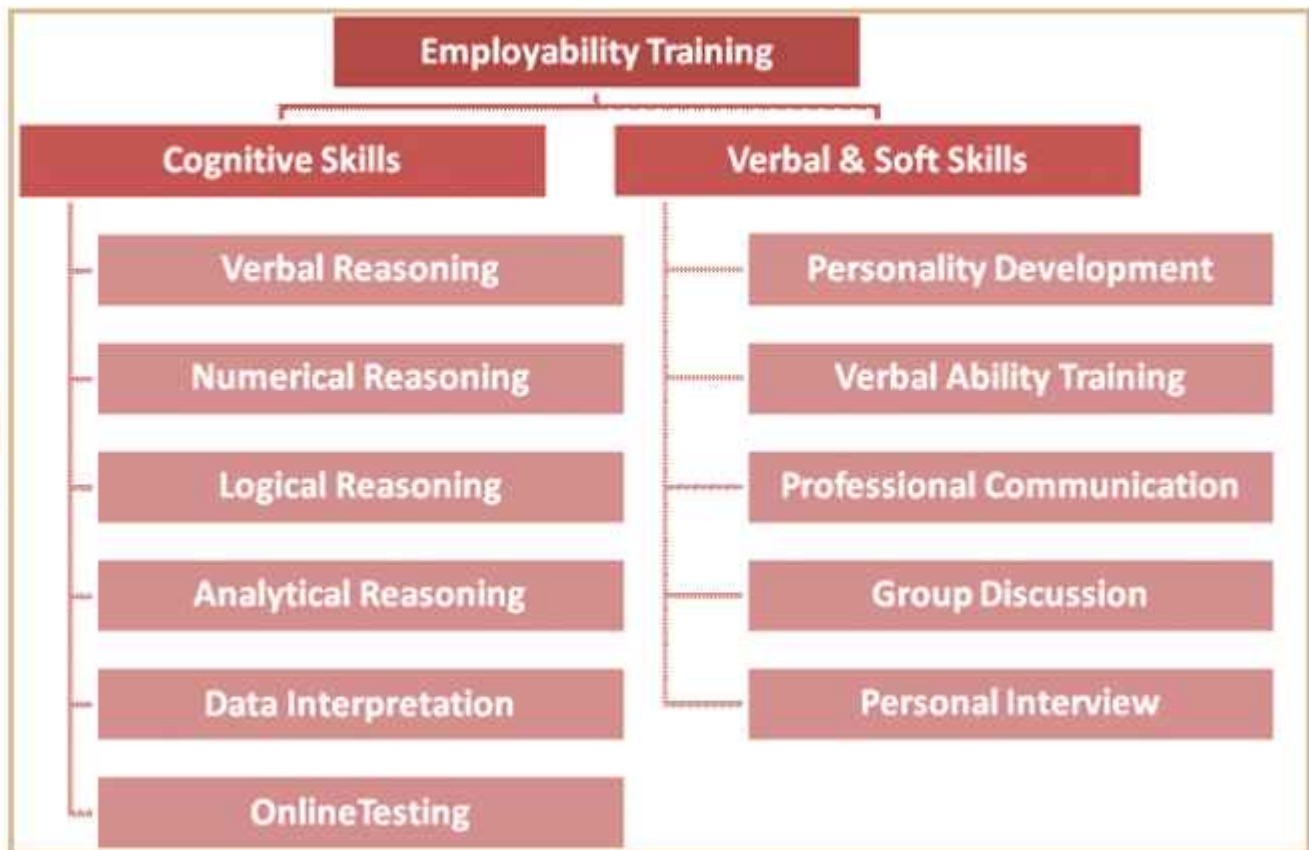 Employability Training
Cognitive Skills
Verbal Reasoning
Numerical Reasoning
Logical Reasoning
Analytical Reasoning
Data Interpretation
OnlineTesting
Verbal & Soft Skills
Personality Development
Verbal Ability Training
Professional Communication
Group Discussion
Personal Interview